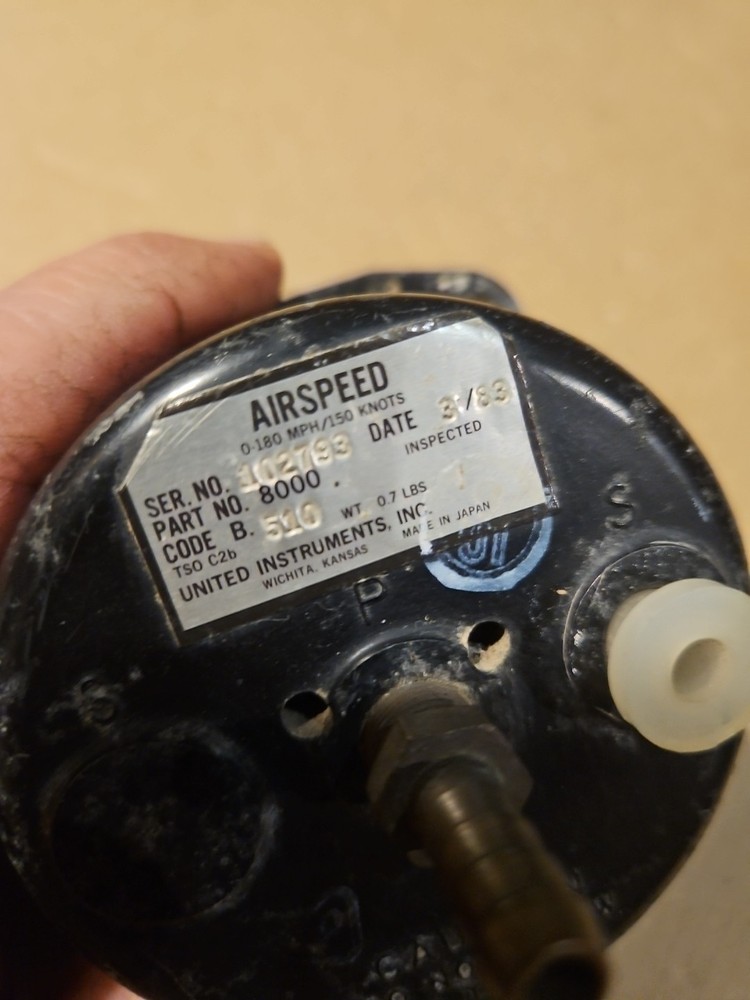 AIRSPEED
0-180 MPH/150 KNOTS
SER. NO. 102793 DATE 3 /83
PART NO. 8000 . INSPECTED
CODE B. 510 WT. 0.7 LBS
TSO C2b
UNITED INSTRUMENTS, INC.
WICHITA, KANSAS MADE IN JAPAN
S
P
S